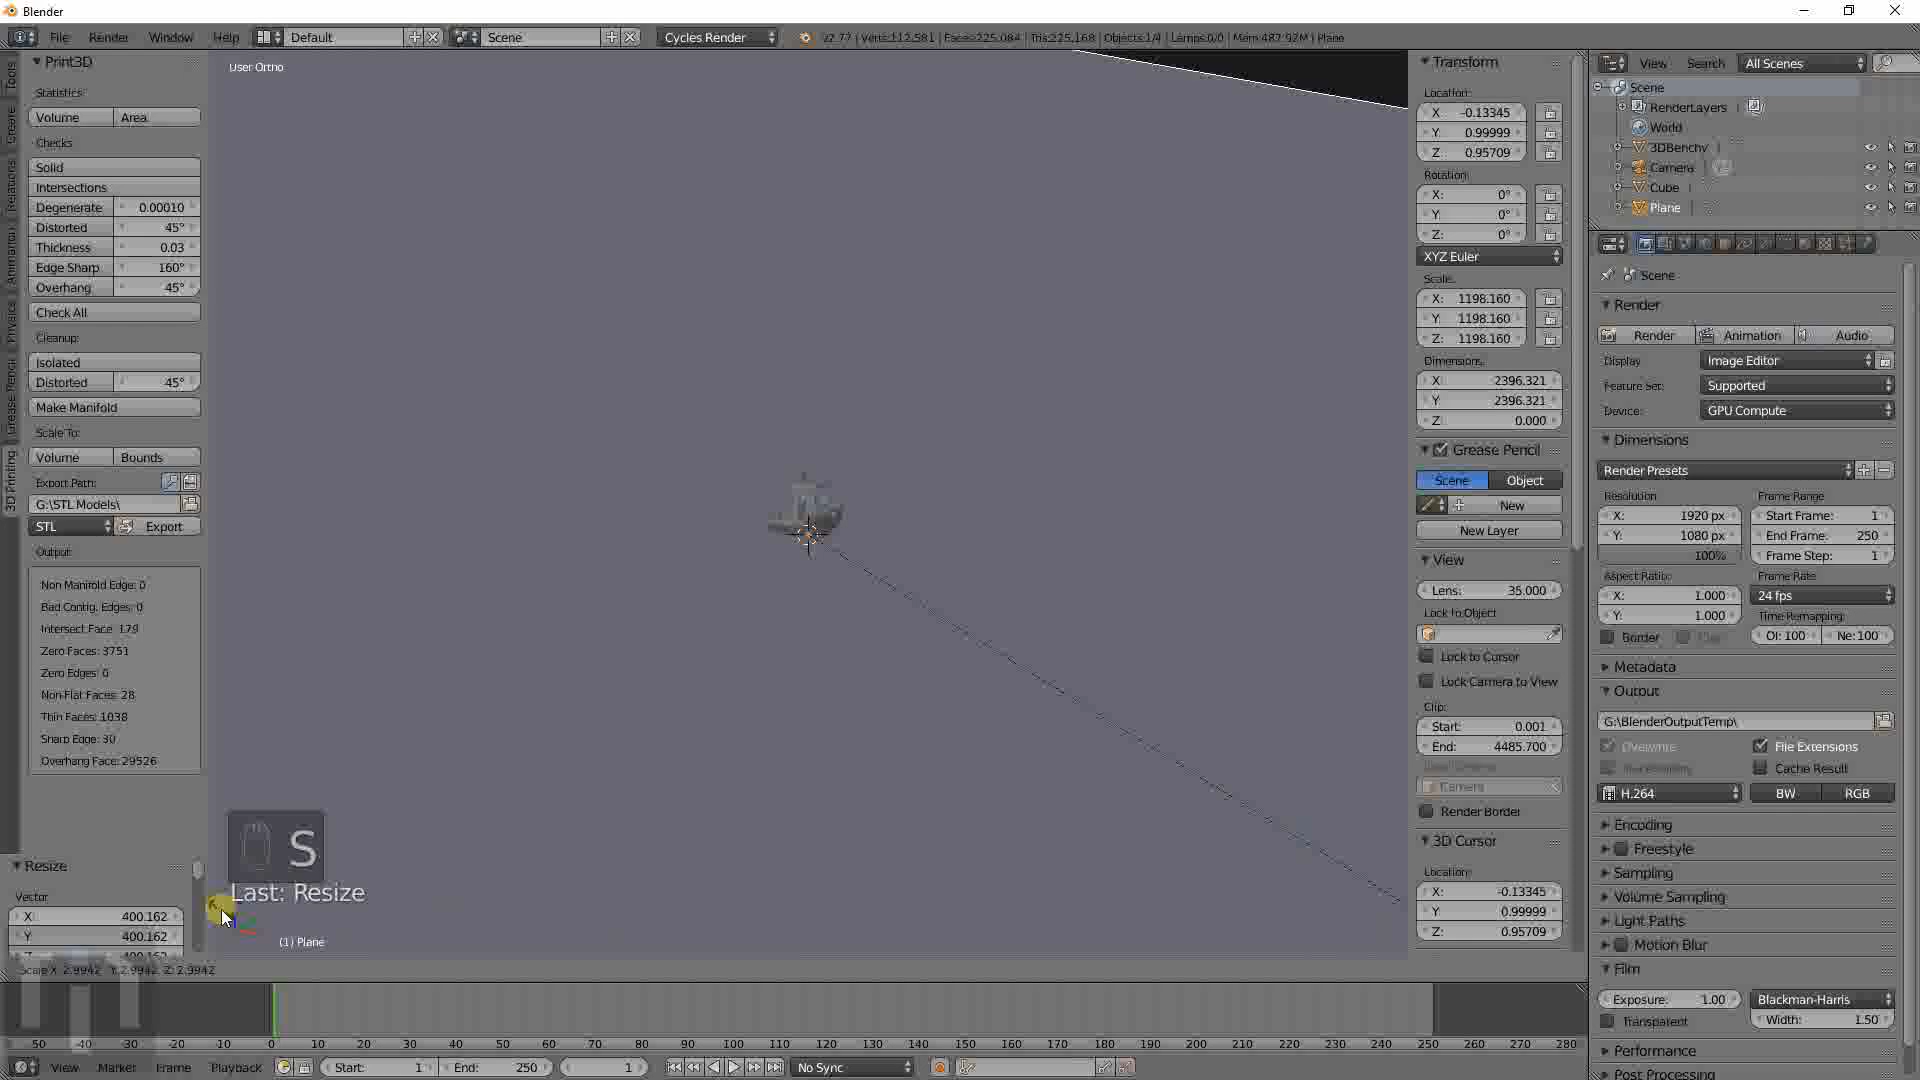 Blender
File Render Window Help Default Scene Cycles Render v2.77 | Verts:112,581 | Faces:225,084 | Tris:225,168 | Objects:1/4 | Lamps:0/0 | Mem:487.92M | Plane
Print3D
Statistics:
Volume Area
Checks:
Solid
Intersections
Degenerate 0.00010
Distorted 45°
Thickness 0.03
Edge Sharp 160°
Overhang 45°
Check All
Cleanup:
Isolated
Distorted 45°
Make Manifold
Scale To:
Volume Bounds
Export Path:
G:\STL Models\
STL Export
Output:
Non Manifold Edge: 0
Bad Contig. Edges: 0
Intersect Face: 179
Zero Faces: 3751
Zero Edges: 0
Non-Flat Faces: 28
Thin Faces: 1038
Sharp Edge: 30
Overhang Face: 29526
Tools
Create
Relations
Animation
Physics
Grease Pencil
3D Printing
Resize
Vector
X: 400.162
Y: 400.162
Scale X: 2.9942 Y: 2.9942, Z: 2.9942
User Ortho
S
Last: Resize
(1) Plane
Transform
Location:
X: -0.13345
Y: 0.99999
Z: 0.95709
Rotation:
X: 0°
Y: 0°
Z: 0°
XYZ Euler
Scale:
X: 1198.160
Y: 1198.160
Z: 1198.160
Dimensions:
X: 2396.321
Y: 2396.321
Z: 0.000
Grease Pencil
Scene Object
New
New Layer
View
Lens: 35.000
Lock to Object:
Lock to Cursor
Lock Camera to View
Clip:
Start: 0.001
End: 4485.700
Camera
Render Border
3D Cursor
Location:
X: -0.13345
Y: 0.99999
Z: 0.95709
View Search All Scenes
Scene
RenderLayers
World
3DBenchy
Camera
Cube
Plane
Scene
Render
Render Animation Audio
Display: Image Editor
Feature Set: Supported
Device: GPU Compute
Dimensions
Render Presets
Resolution: Frame Range:
X: 1920 px Start Frame: 1
Y: 1080 px End Frame: 250
100% Frame Step: 1
Aspect Ratio: Frame Rate:
X: 1.000 24 fps
Y: 1.000 Time Remapping:
Border Ol: 100 Ne: 100
Metadata
Output
G:\BlenderOutputTemp\
Overwrite File Extensions
Cache Result
H.264 BW RGB
Encoding
Freestyle
Sampling
Volume Sampling
Light Paths
Motion Blur
Film
Exposure: 1.00 Blackman-Harris
Transparent Width: 1.50
Performance
Post Processing
-50 -40 -30 -20 -10 0 10 20 30 40 50 60 70 80 90 100 110 120 130 140 150 160 170 180 190 200 210 220 230 240 250 260 270 280
View Marker Frame Playback Start: 1 End: 250 1 No Sync